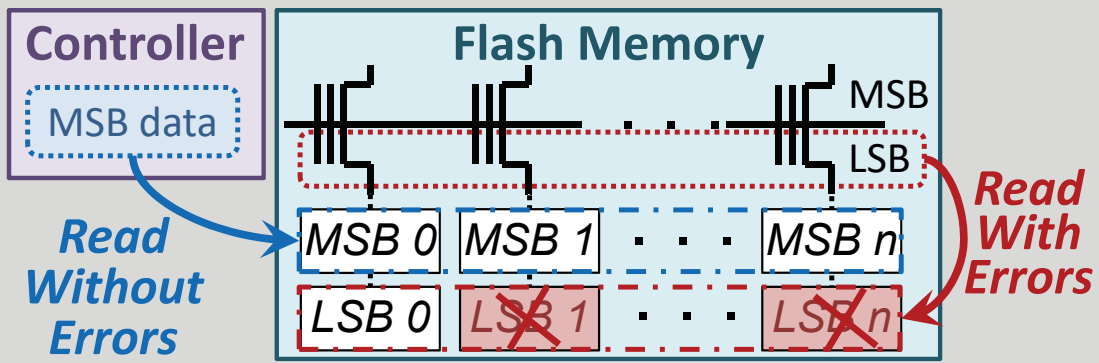 Controller
MSB data
Flash Memory
MSB
LSB
. . .
Read
Without
Errors
MSB 0 MSB 1 . . . MSB n
LSB 0 LSB 1 . . . LSB n
Read
With
Errors